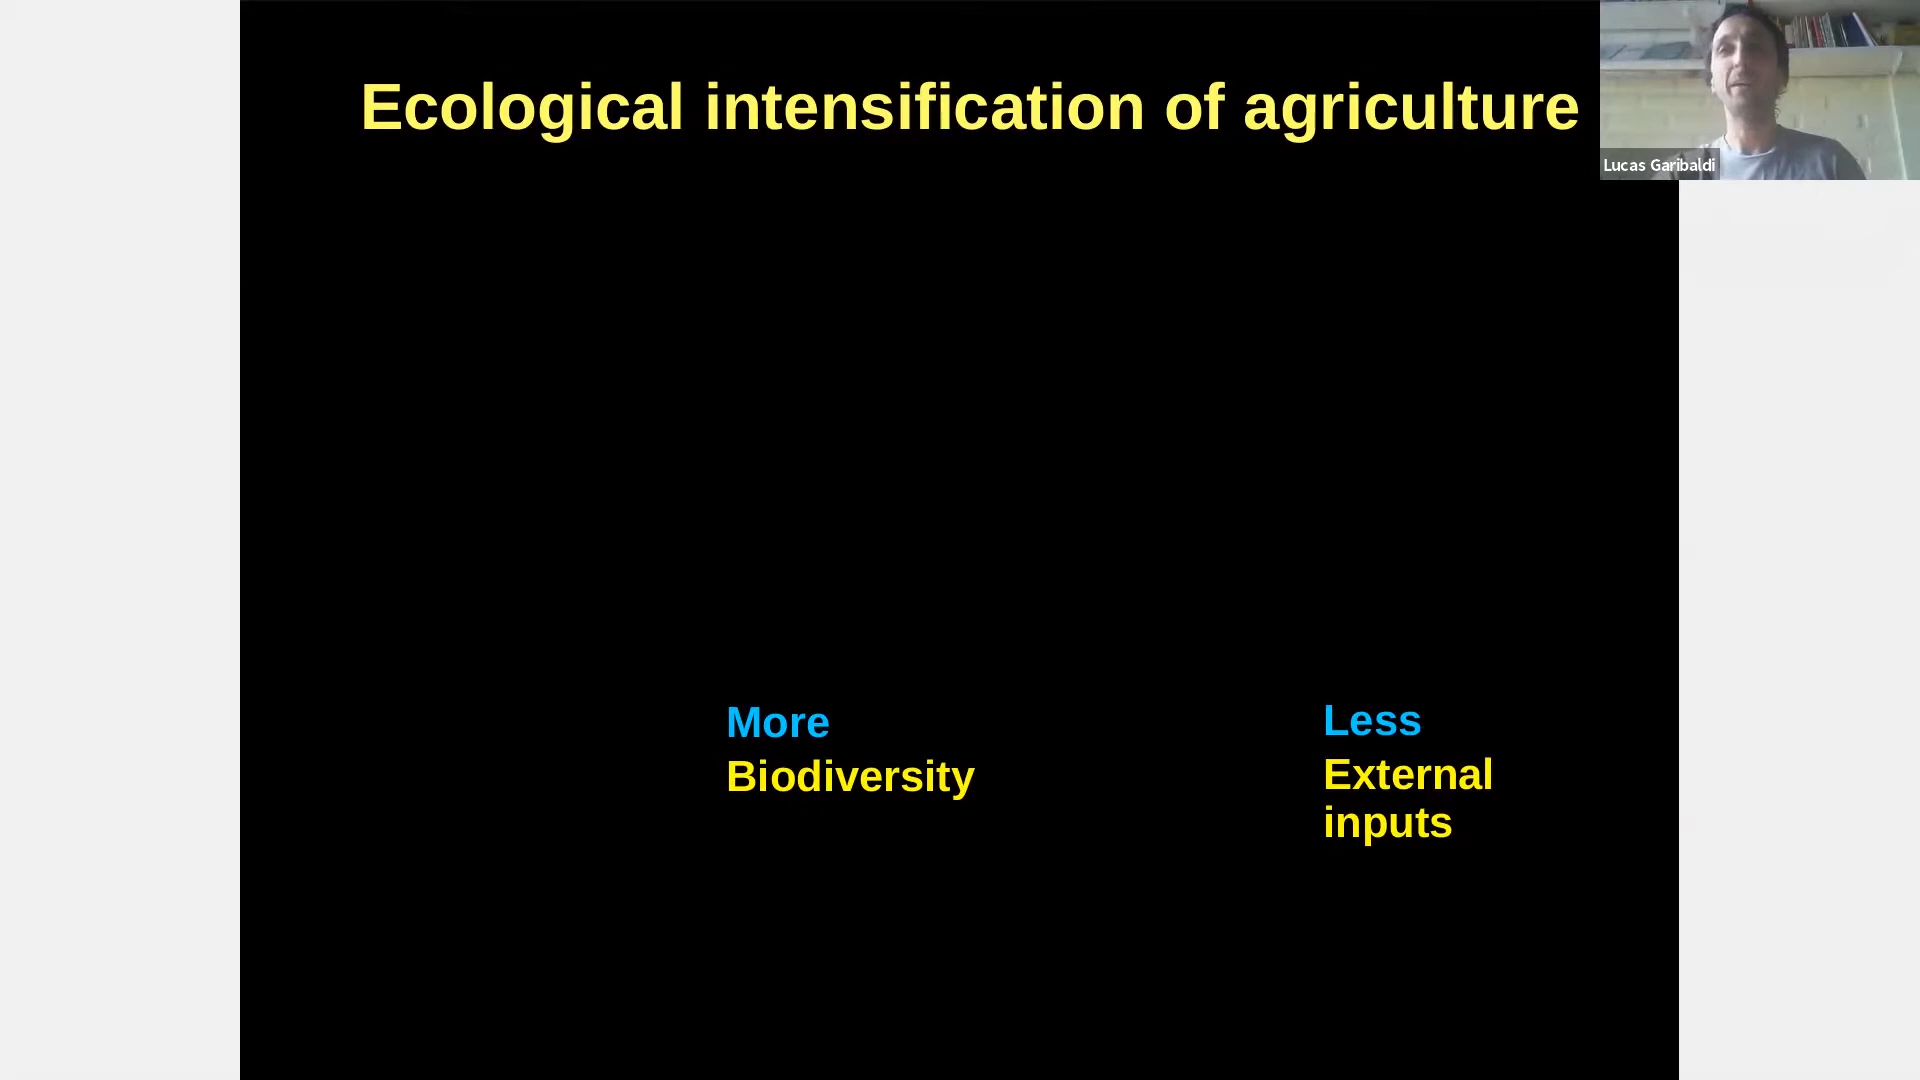 Ecological intensification of agriculture
Lucas Garibaldi
More
Biodiversity
Less
External
inputs